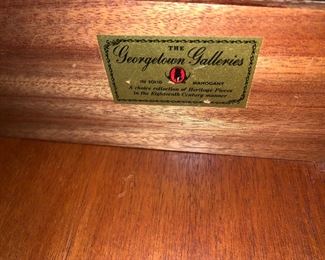 THE
Georgetown Galleries
IN SOLID MAHOGANY
A choice collection of Heritage Pieces
in the Eighteenth Century manner